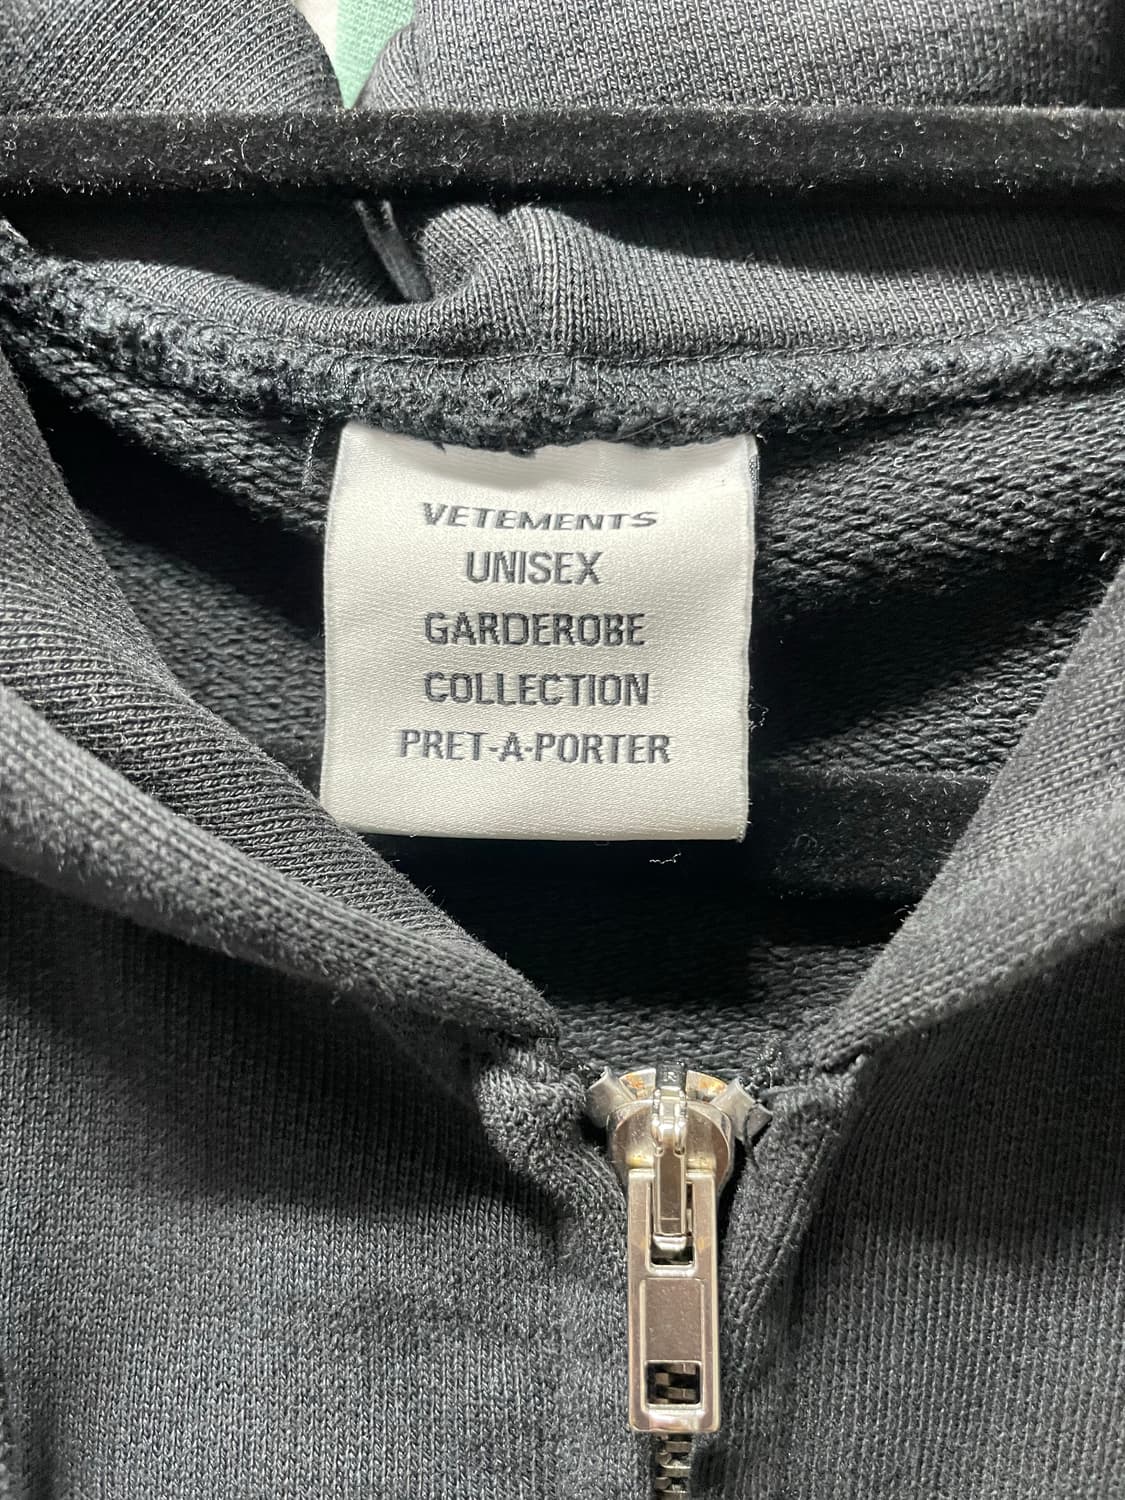 VETEMENTS
UNISEX
GARDEROBE
COLLECTION
PRET-A-PORTER